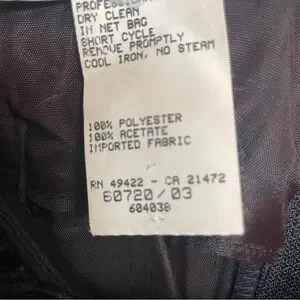 PROFESSIONAL
DRY CLEAN
IN NET BAG
SHORT CYCLE
REMOVE PROMPTLY
COOL IRON, NO STEAM
100% POLYESTER
100% ACETATE
IMPORTED FABRIC
RN 49422 - CA 21472
60720/03
604038